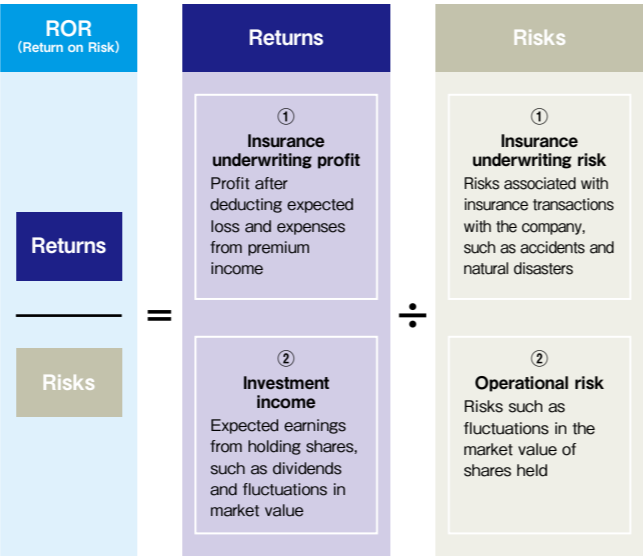 ROR
(Return on Risk)
Returns
Risks
=
Returns
①
Insurance
underwriting profit
Profit after
deducting expected
loss and expenses
from premium
income
②
Investment
income
Expected earnings
from holding shares,
such as dividends
and fluctuations in
market value
÷
Risks
①
Insurance
underwriting risk
Risks associated with
insurance transactions
with the company,
such as accidents and
natural disasters
②
Operational risk
Risks such as
fluctuations in the
market value of
shares held